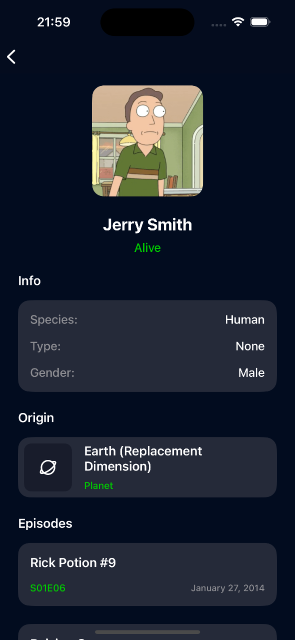 21:59
Jerry Smith
Alive
Info
Species: Human
Type: None
Gender: Male
Origin
Earth (Replacement
Dimension)
Planet
Episodes
Rick Potion #9
S01E06 January 27, 2014